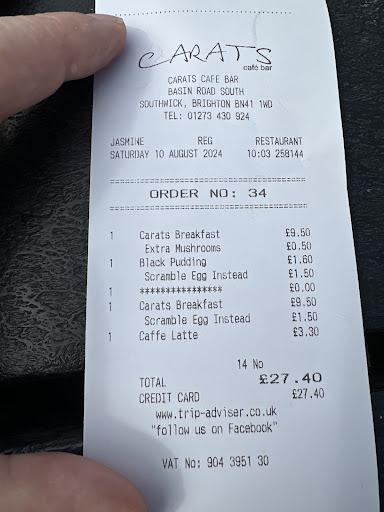 CARATS
café bar
CARATS CAFE BAR
BASIN ROAD SOUTH
SOUTHWICK, BRIGHTON BN41 1WD
TEL: 01273 430 924
JASMINE REG RESTAURANT
SATURDAY 10 AUGUST 2024 10:03 258144
========================================
ORDER NO: 34
========================================
1 Carats Breakfast £9.50
Extra Mushrooms £0.50
1 Black Pudding £1.60
Scramble Egg Instead £1.50
1 **************** £0.00
1 Carats Breakfast £9.50
Scramble Egg Instead £1.50
1 Caffe Latte £3.30
14 No
TOTAL £27.40
CREDIT CARD £27.40
www.trip-adviser.co.uk
"follow us on Facebook"
VAT No: 904 3951 30